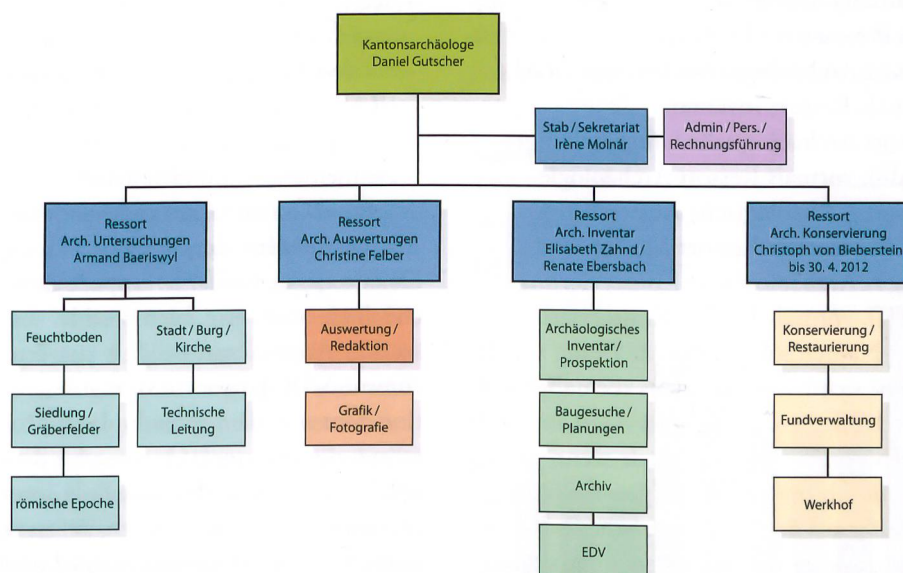 Kantonsarchäologe
Daniel Gutscher
Stab / Sekretariat
Irène Molnár
Admin / Pers. /
Rechnungsführung
Ressort
Arch. Untersuchungen
Armand Baeriswyl
Ressort
Arch. Auswertungen
Christine Felber
Ressort
Arch. Inventar
Elisabeth Zahnd /
Renate Ebersbach
Ressort
Arch. Konservierung
Christoph von Bieberstein
bis 30. 4. 2012
Feuchtboden
Siedlung /
Gräberfelder
römische Epoche
Stadt / Burg /
Kirche
Technische
Leitung
Auswertung /
Redaktion
Grafik /
Fotografie
Archäologisches
Inventar /
Prospektion
Baugesuche /
Planungen
Archiv
EDV
Konservierung /
Restaurierung
Fundverwaltung
Werkhof